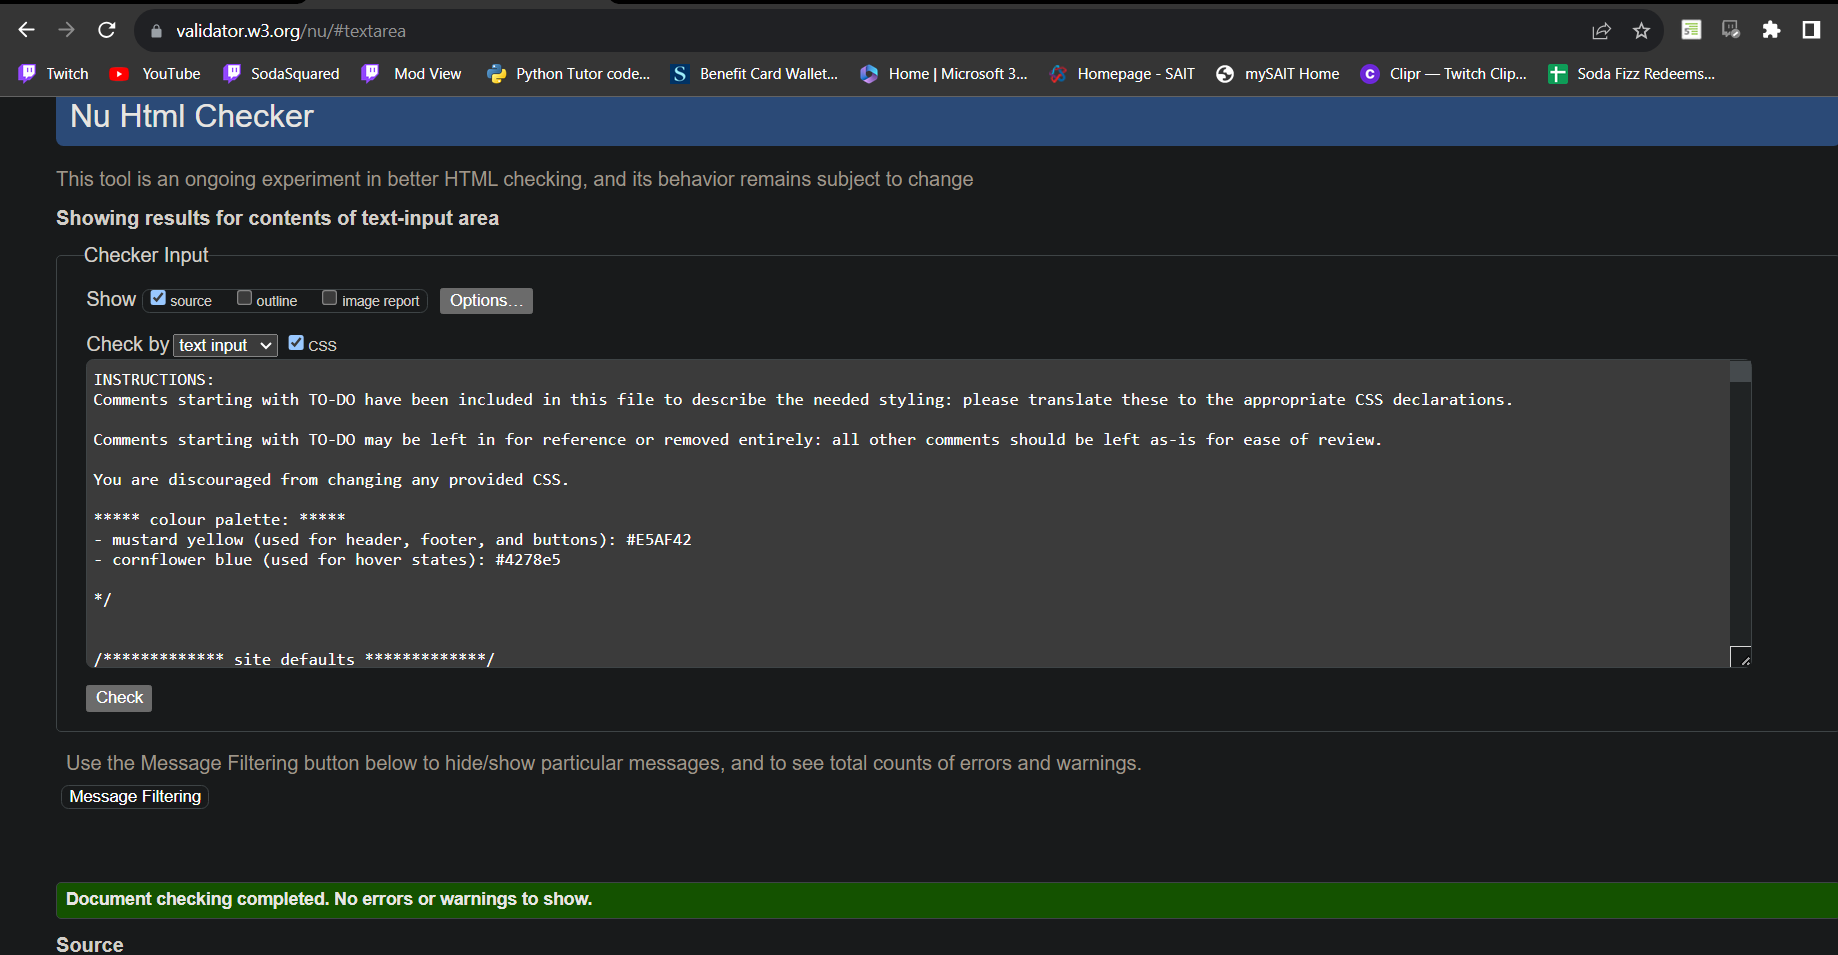 validator.w3.org/nu/#textarea
Twitch YouTube SodaSquared Mod View Python Tutor code... Benefit Card Wallet... Home | Microsoft 3... Homepage - SAIT mySAIT Home Clipr — Twitch Clip... Soda Fizz Redeems...
Nu Html Checker
This tool is an ongoing experiment in better HTML checking, and its behavior remains subject to change
Showing results for contents of text-input area
Checker Input
Show source outline image report Options...
Check by text input CSS
INSTRUCTIONS:
Comments starting with TO-DO have been included in this file to describe the needed styling: please translate these to the appropriate CSS declarations.
Comments starting with TO-DO may be left in for reference or removed entirely: all other comments should be left as-is for ease of review.
You are discouraged from changing any provided CSS.
***** colour palette: *****
- mustard yellow (used for header, footer, and buttons): #E5AF42
- cornflower blue (used for hover states): #4278e5
*/
/************* site defaults *************/
Check
Use the Message Filtering button below to hide/show particular messages, and to see total counts of errors and warnings.
Message Filtering
Document checking completed. No errors or warnings to show.
Source